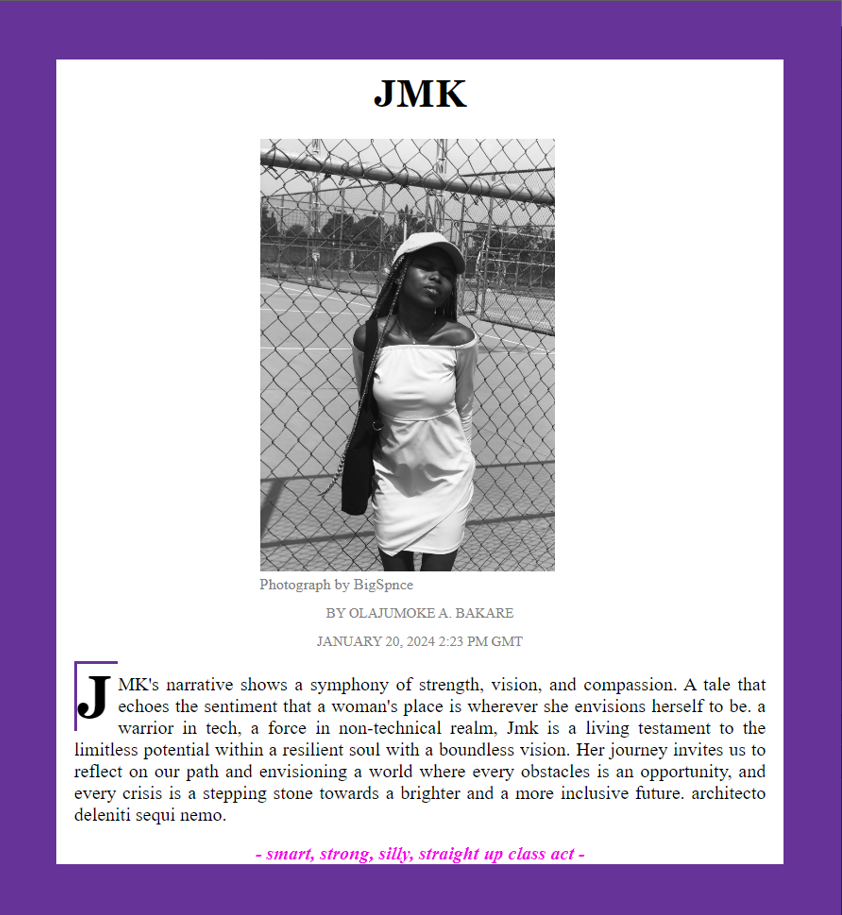 JMK
Photograph by BigSpnce
BY OLAJUMOKE A. BAKARE
JANUARY 20, 2024 2:23 PM GMT
JMK's narrative shows a symphony of strength, vision, and compassion. A tale that
echoes the sentiment that a woman's place is wherever she envisions herself to be. a
warrior in tech, a force in non-technical realm, Jmk is a living testament to the
limitless potential within a resilient soul with a boundless vision. Her journey invites us to
reflect on our path and envisioning a world where every obstacles is an opportunity, and
every crisis is a stepping stone towards a brighter and a more inclusive future. architecto
deleniti sequi nemo.
- smart, strong, silly, straight up class act -